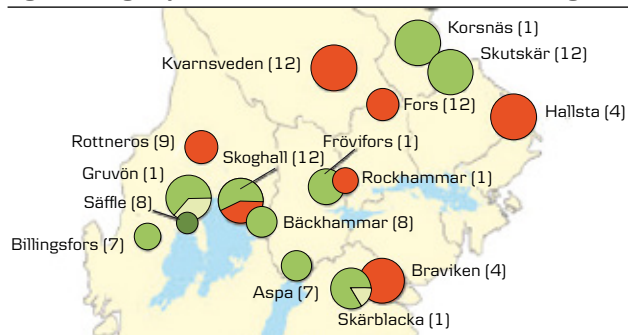 Korsnäs (1)
Skutskär (12)
Kvarnsveden (12)
Fors (12)
Hallsta (4)
Rottneros (9)
Frövifors (1)
Skoghall (12)
Gruvön (1)
Rockhammar (1)
Säffle (8)
Bäckhammar (8)
Billingsfors (7)
Braviken (4)
Aspa (7)
Skärblacka (1)